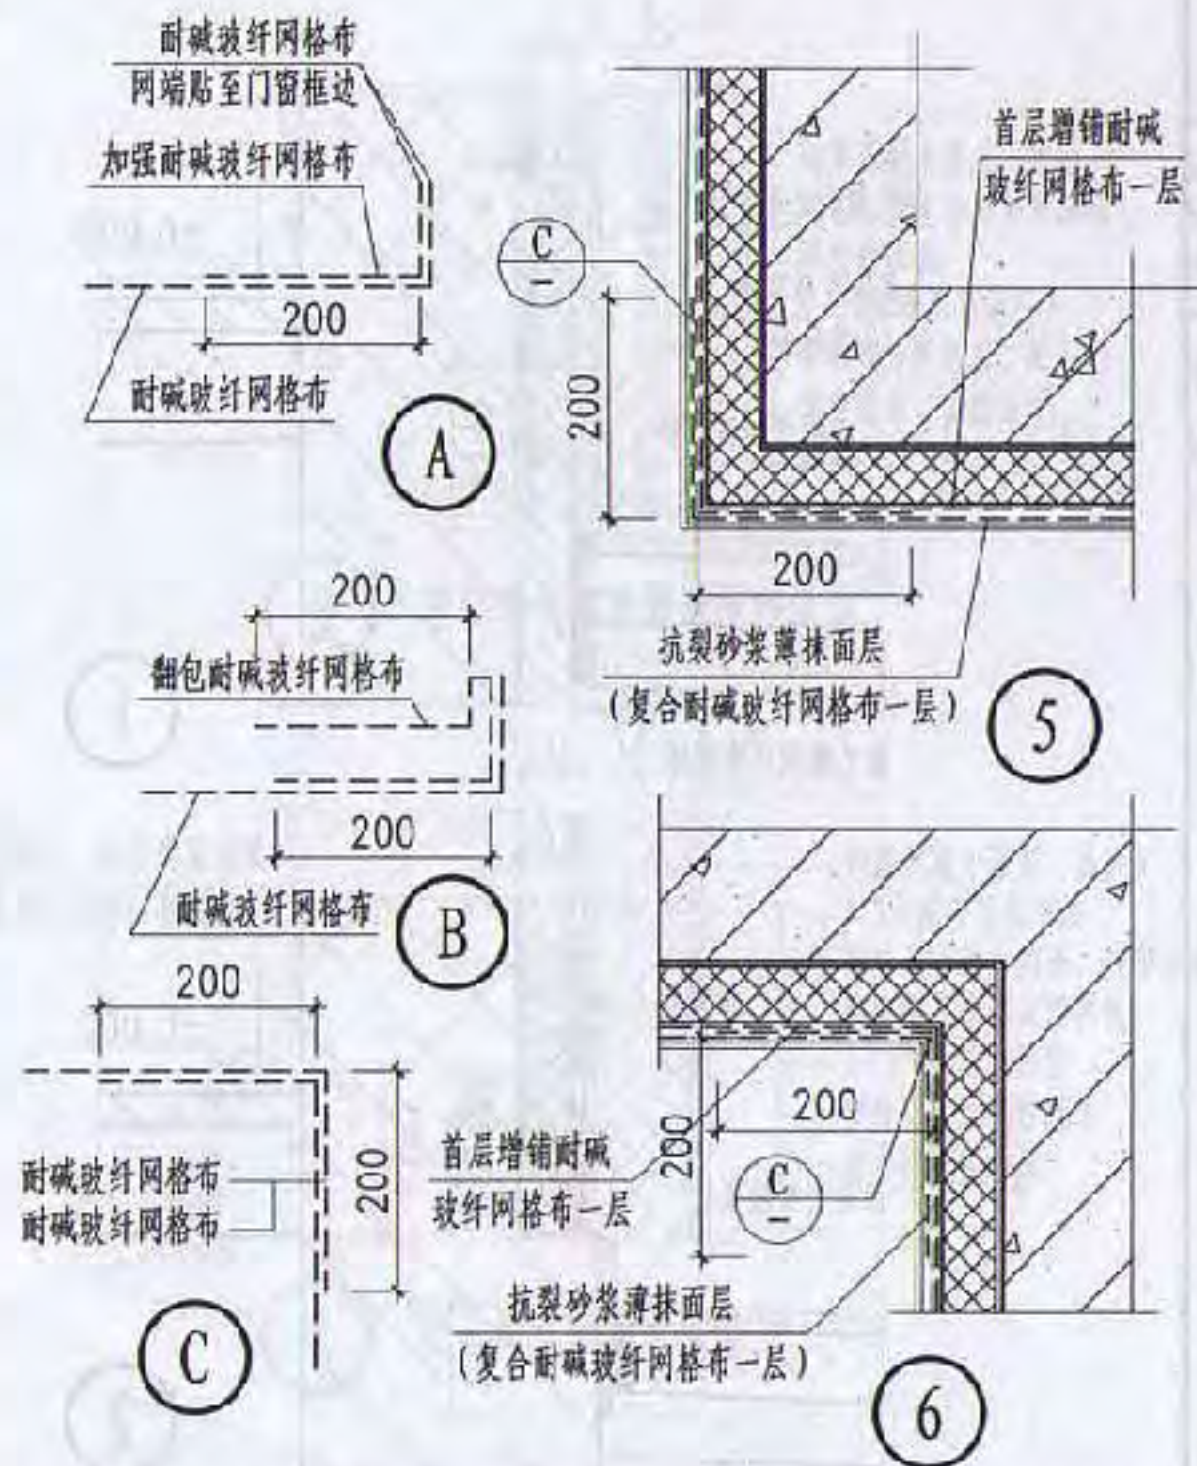 耐碱玻纤网格布
网端贴至门窗框边
加强耐碱玻纤网格布
200
耐碱玻纤网格布
A
首层增铺耐碱
玻纤网格布一层
C
-
200
200
抗裂砂浆薄抹面层
(复合耐碱玻纤网格布一层)
5
200
翻包耐碱玻纤网格布
200
耐碱玻纤网格布
B
200
200
耐碱玻纤网格布
耐碱玻纤网格布
C
200
200
首层增铺耐碱
玻纤网格布一层
C
-
抗裂砂浆薄抹面层
(复合耐碱玻纤网格布一层)
6